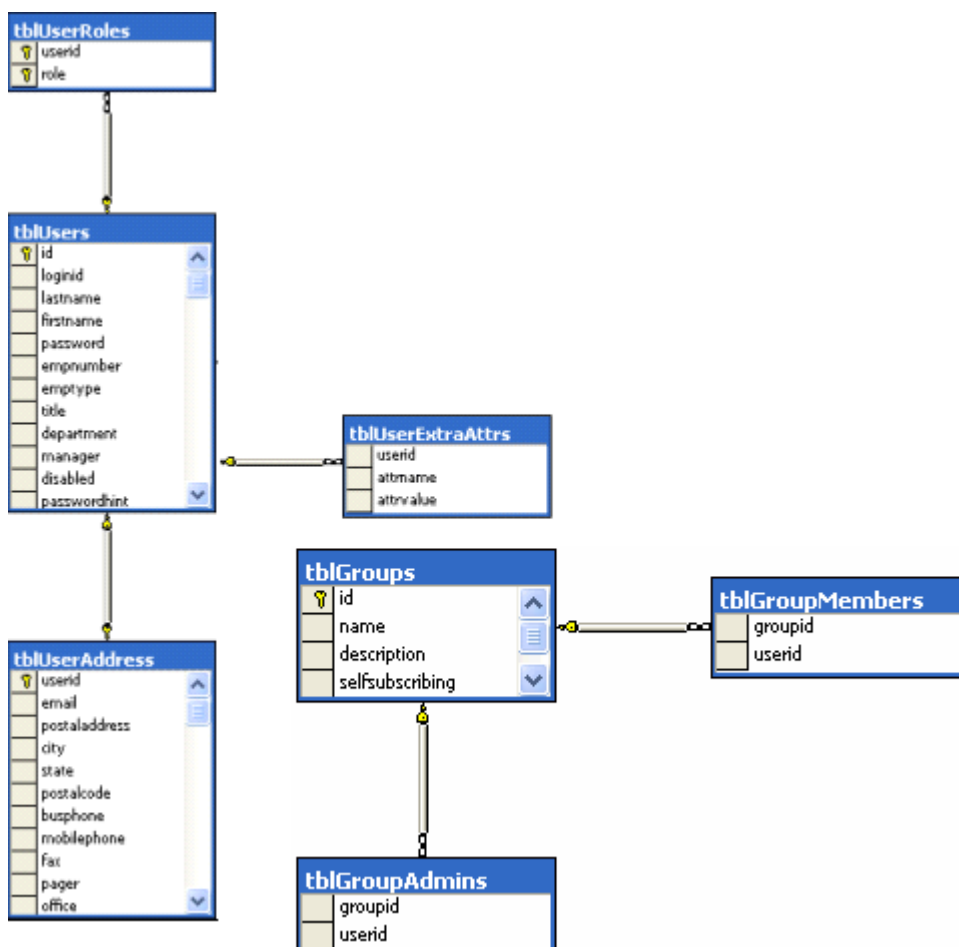 tblUserRoles
userid
role
tblUsers
id
loginid
lastname
firstname
password
empnumber
emptype
title
department
manager
disabled
passwordhint
tblUserExtraAttrs
userid
attrname
attrvalue
tblUserAddress
userid
email
postaladdress
city
state
postalcode
busphone
mobilephone
fax
pager
office
tblGroups
id
name
description
selfsubscribing
tblGroupMembers
groupid
userid
tblGroupAdmins
groupid
userid